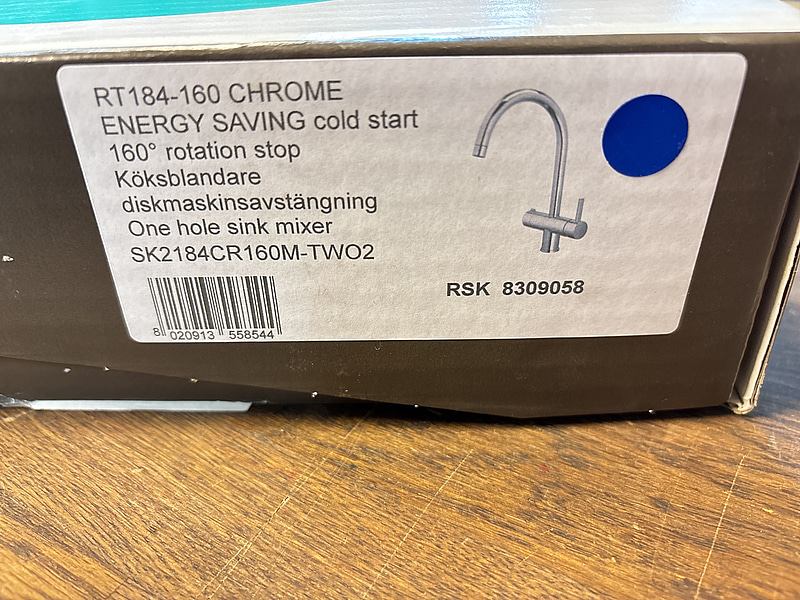 RT184-160 CHROME
ENERGY SAVING cold start
160° rotation stop
Köksblandare
diskmaskinsavstängning
One hole sink mixer
SK2184CR160M-TWO2
RSK 8309058
8 020913 558544